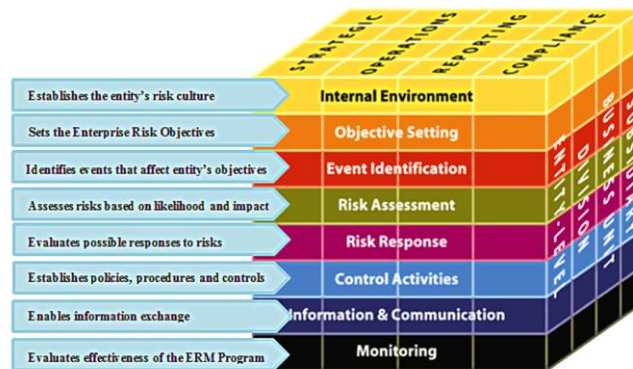 STRATEGIC
OPERATIONS
REPORTING
COMPLIANCE
Establishes the entity's risk culture
Internal Environment
Sets the Enterprise Risk Objectives
Objective Setting
Identifies events that affect entity's objectives
Event Identification
Assesses risks based on likelihood and impact
Risk Assessment
Evaluates possible responses to risks
Risk Response
Establishes policies, procedures and controls
Control Activities
Enables information exchange
Information & Communication
Evaluates effectiveness of the ERM Program
Monitoring
ENTITY-LEVEL
DIVISION
BUSINESS UNIT